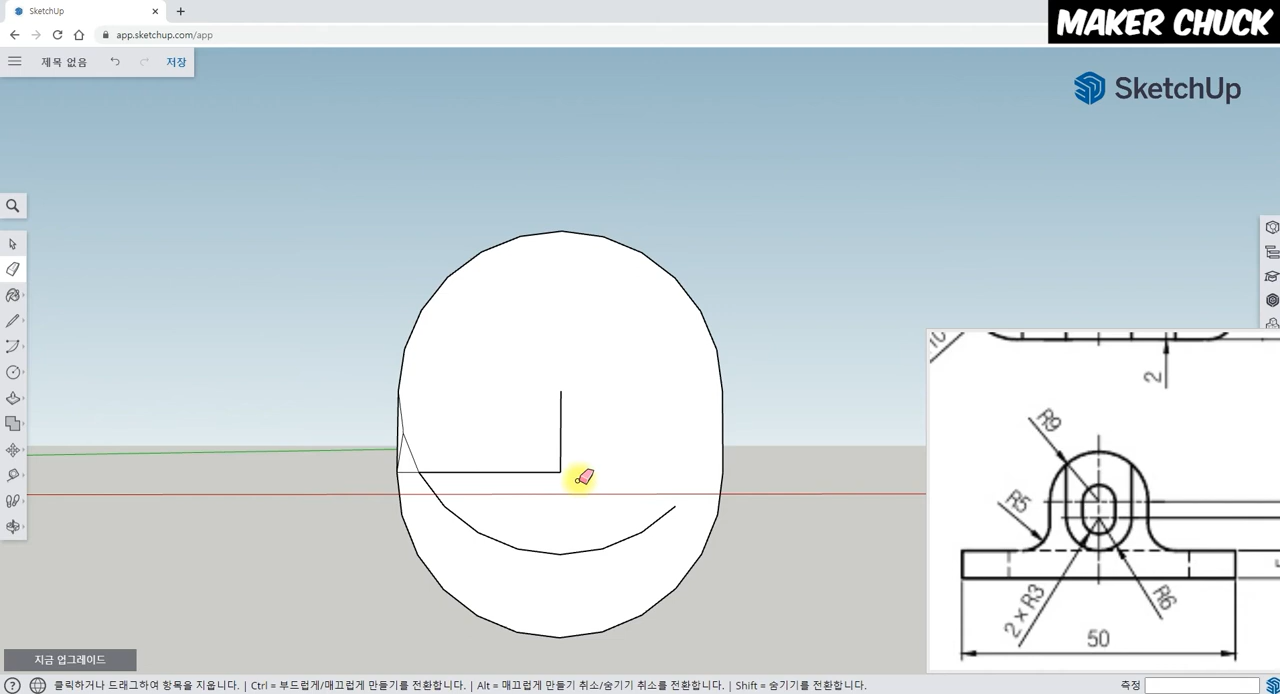 SketchUp
app.sketchup.com/app
MAKER CHUCK
제목 없음
저장
SketchUp
10
2
R9
R5
2×R3
R6
50
지금 업그레이드
클릭하거나 드래그하여 항목을 지웁니다. | Ctrl = 부드럽게/매끄럽게 만들기를 전환합니다. | Alt = 매끄럽게 만들기 취소/숨기기 취소를 전환합니다. | Shift = 숨기기를 전환합니다.
측정